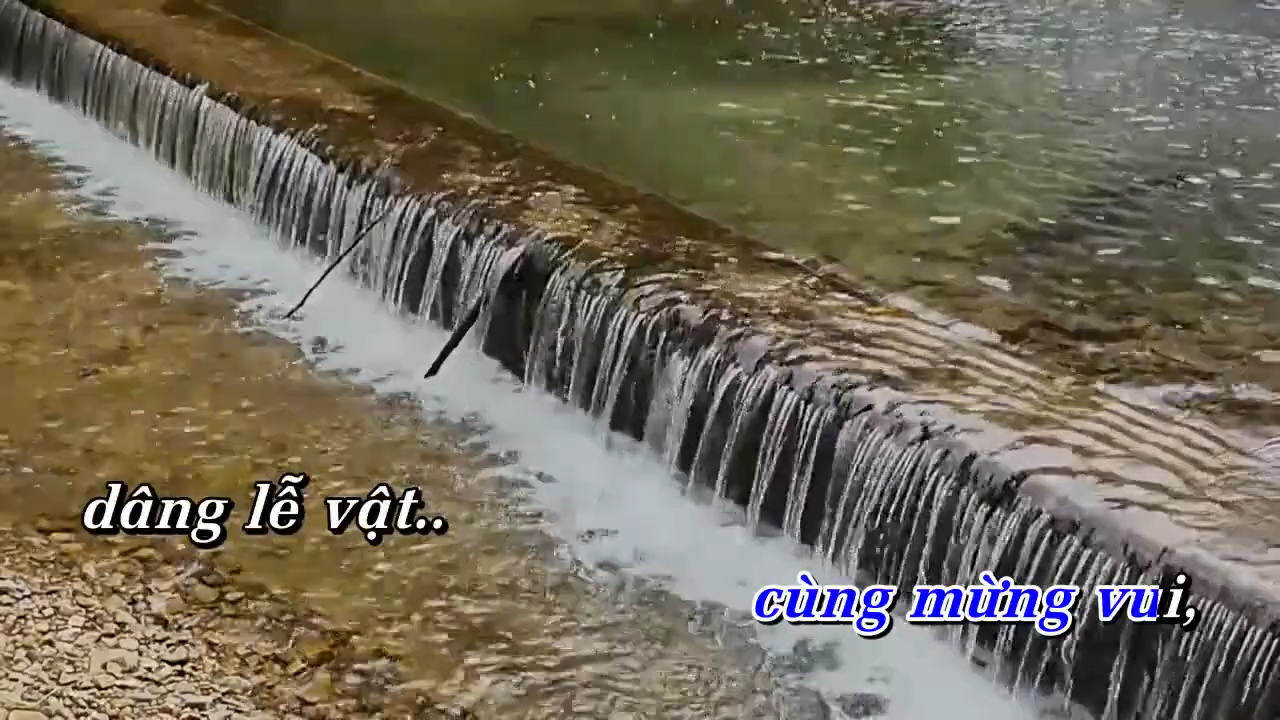 dâng lễ vật..
cùng mừng vui,